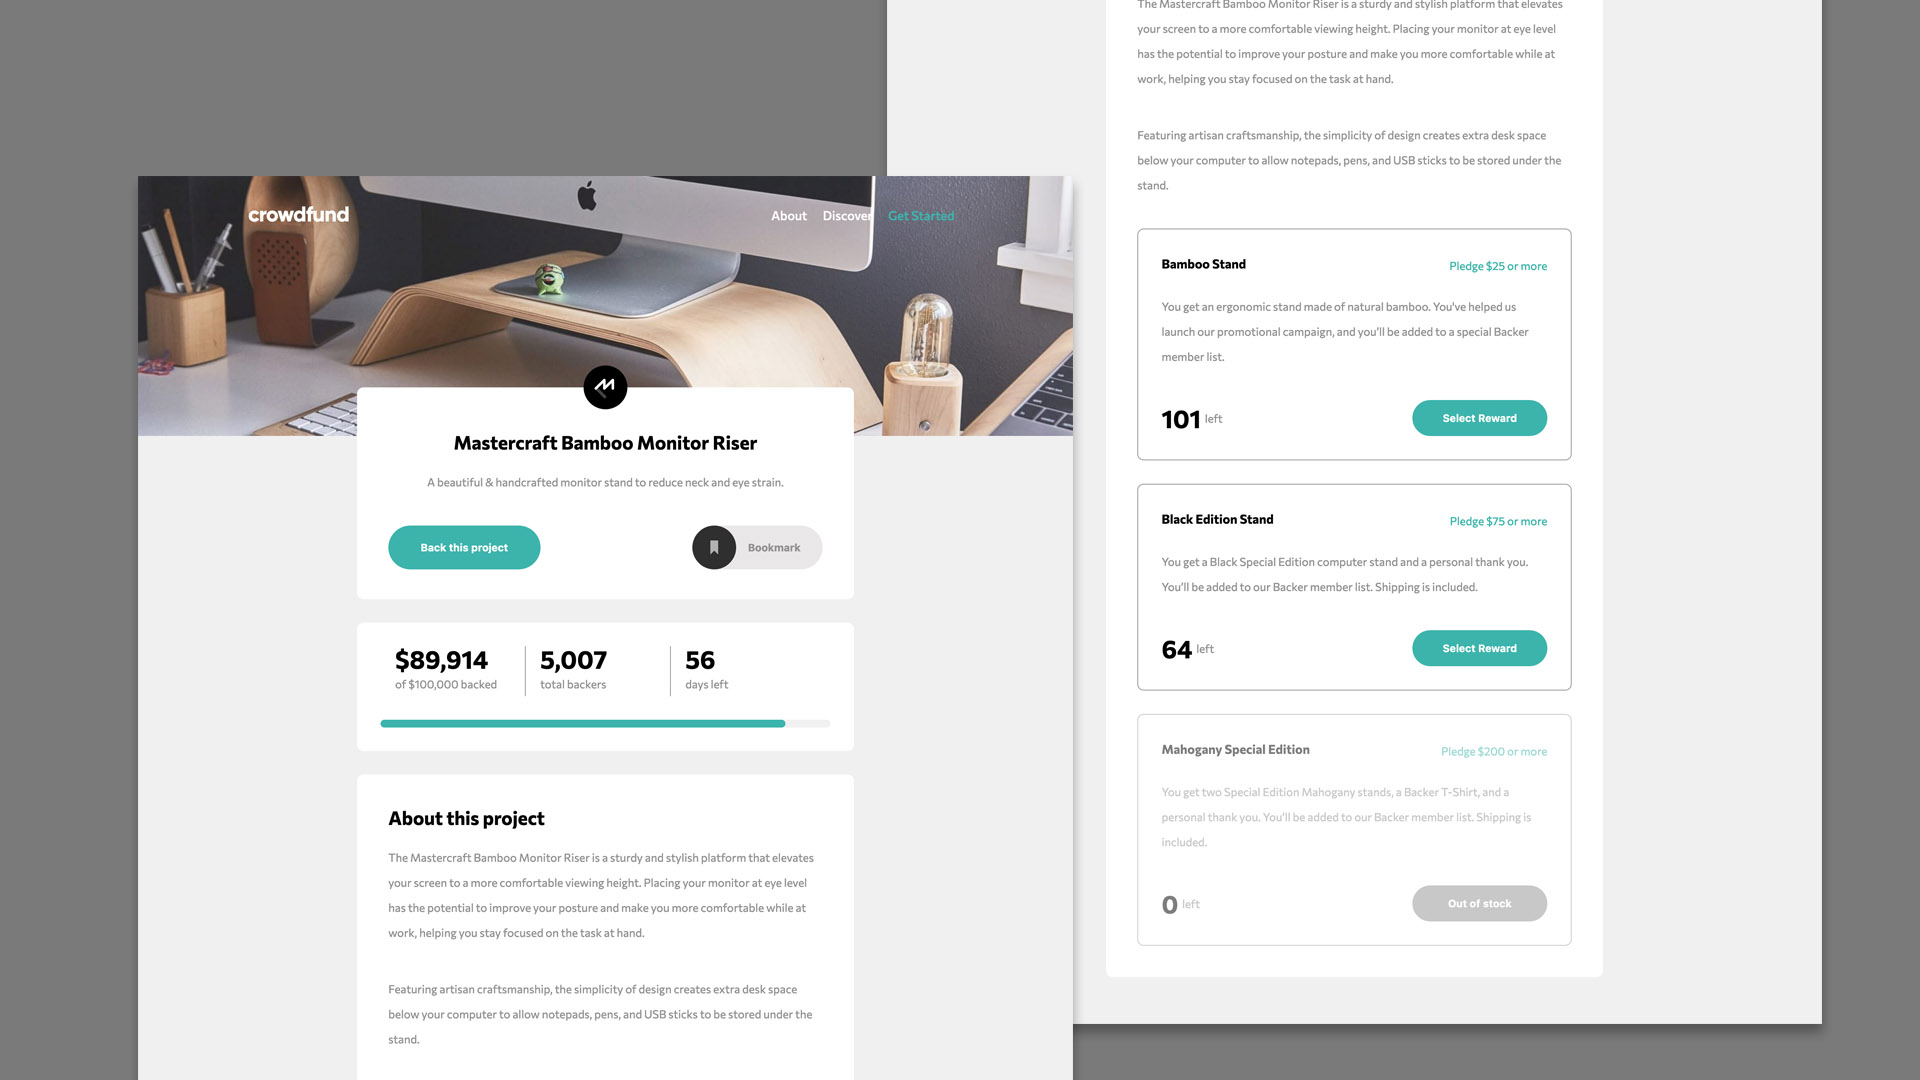 crowdfund
About Discover Get Started
Mastercraft Bamboo Monitor Riser
A beautiful & handcrafted monitor stand to reduce neck and eye strain.
Back this project
Bookmark
$89,914
of $100,000 backed
5,007
total backers
56
days left
About this project
The Mastercraft Bamboo Monitor Riser is a sturdy and stylish platform that elevates
your screen to a more comfortable viewing height. Placing your monitor at eye level
has the potential to improve your posture and make you more comfortable while at
work, helping you stay focused on the task at hand.
Featuring artisan craftsmanship, the simplicity of design creates extra desk space
below your computer to allow notepads, pens, and USB sticks to be stored under the
stand.
The Mastercraft Bamboo Monitor Riser is a sturdy and stylish platform that elevates
your screen to a more comfortable viewing height. Placing your monitor at eye level
has the potential to improve your posture and make you more comfortable while at
work, helping you stay focused on the task at hand.
Featuring artisan craftsmanship, the simplicity of design creates extra desk space
below your computer to allow notepads, pens, and USB sticks to be stored under the
stand.
Bamboo Stand
Pledge $25 or more
You get an ergonomic stand made of natural bamboo. You've helped us
launch our promotional campaign, and you'll be added to a special Backer
member list.
101 left
Select Reward
Black Edition Stand
Pledge $75 or more
You get a Black Special Edition computer stand and a personal thank you.
You'll be added to our Backer member list. Shipping is included.
64 left
Select Reward
Mahogany Special Edition
Pledge $200 or more
You get two Special Edition Mahogany stands, a Backer T-Shirt, and a
personal thank you. You'll be added to our Backer member list. Shipping is
included.
0 left
Out of stock